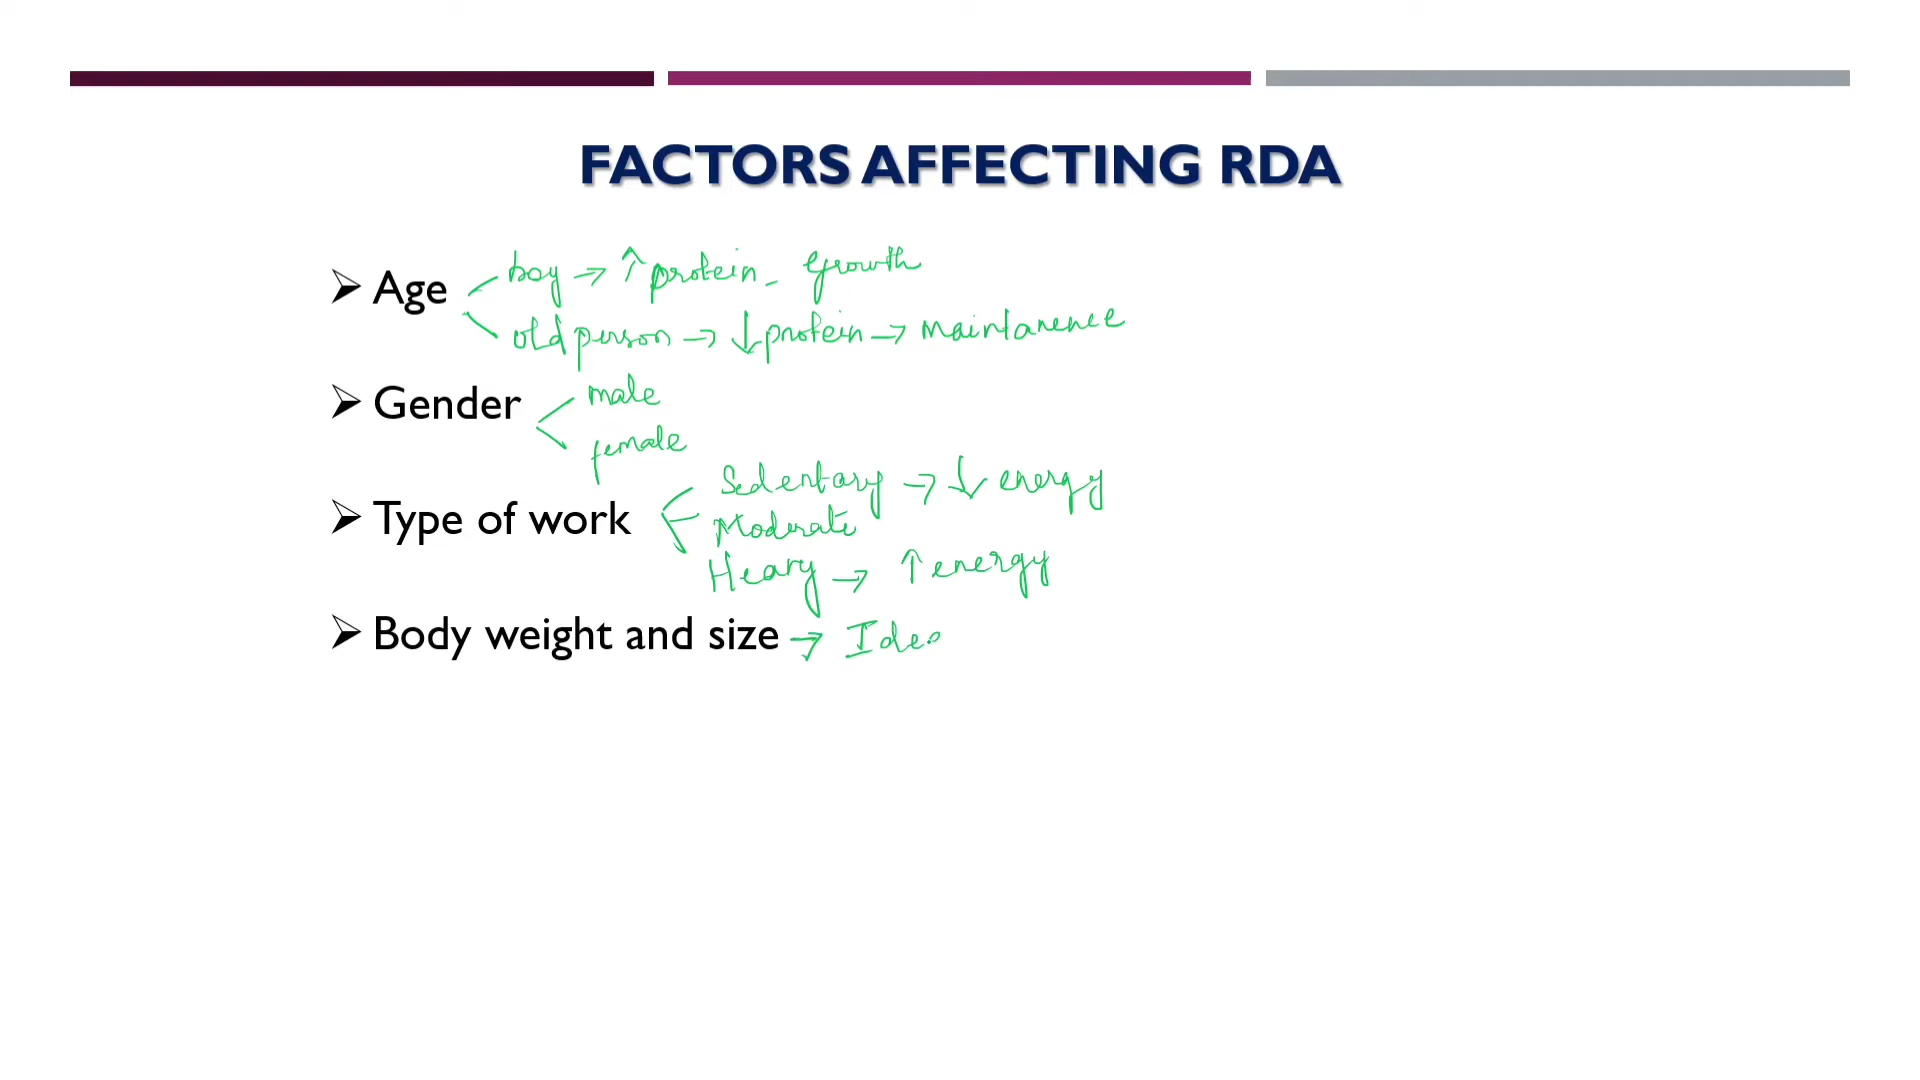 FACTORS AFFECTING RDA
➢ Age
boy → ↑ protein - Growth
old person → ↓ protein → maintanence
➢ Gender
male
female
➢ Type of work
Sedentary → ↓ energy
Moderate
Heavy → ↑ energy
➢ Body weight and size → Idea